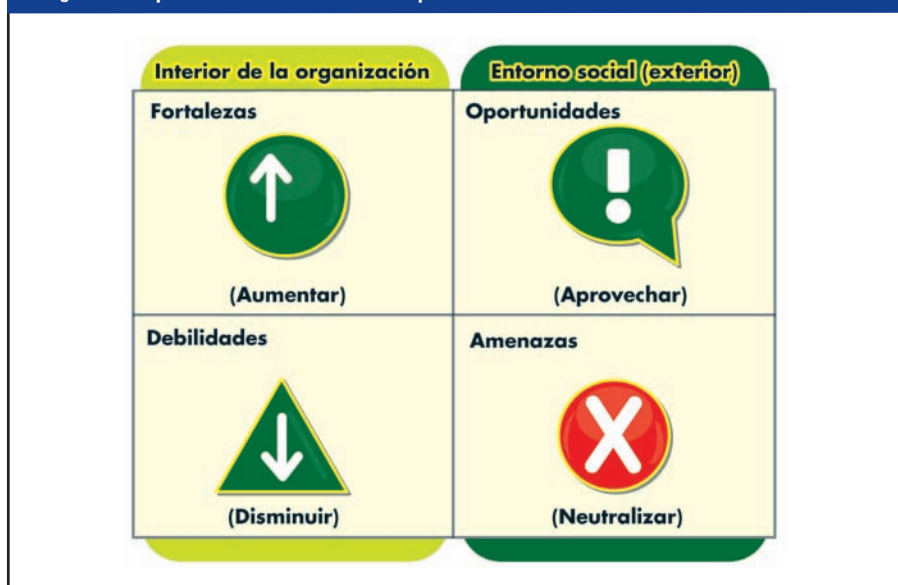 Interior de la organización
Entorno social (exterior)
Fortalezas
Oportunidades
(Aumentar)
(Aprovechar)
Debilidades
Amenazas
(Disminuir)
(Neutralizar)